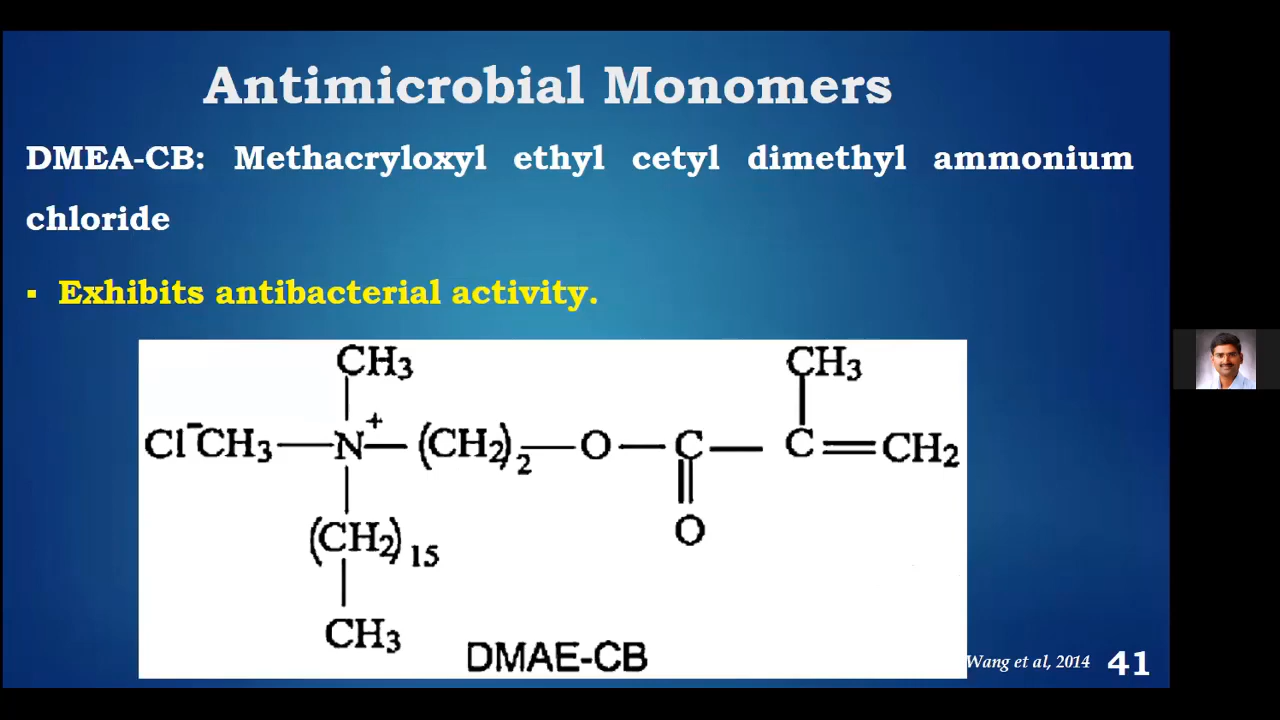 Antimicrobial Monomers
DMEA-CB: Methacryloxyl ethyl cetyl dimethyl ammonium
chloride
▪ Exhibits antibacterial activity.
CH3 CH3
Cl⁻CH3—N⁺—(CH2)2—O—C—C=CH2
(CH2)15 O
CH3
DMAE-CB
Wang et al, 2014 41